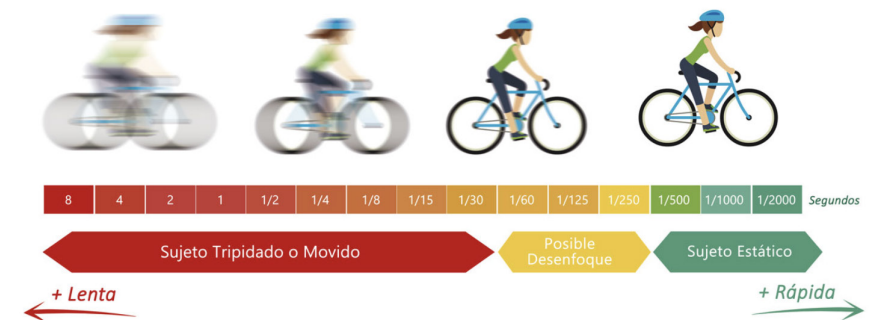 8 4 2 1 1/2 1/4 1/8 1/15 1/30 1/60 1/125 1/250 1/500 1/1000 1/2000 Segundos
Sujeto Tripidado o Movido
Posible
Desenfoque
Sujeto Estático
+ Lenta
+ Rápida